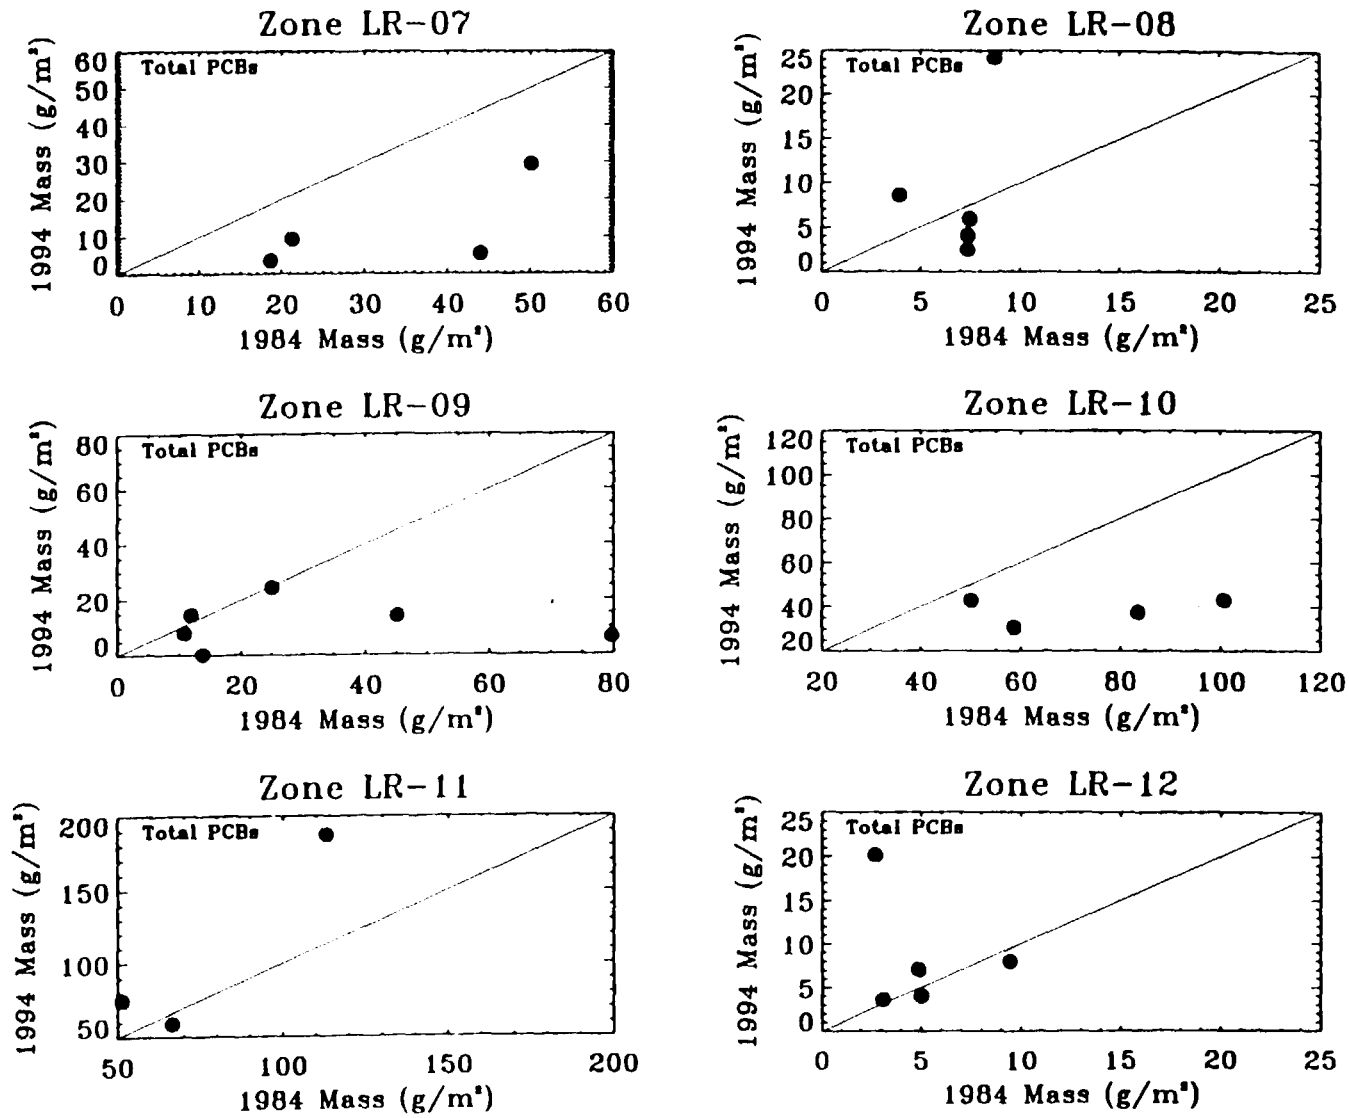 Zone LR-07
Total PCBs
1994 Mass (g/m²)
60
50
40
30
20
10
0
0 10 20 30 40 50 60
1984 Mass (g/m²)
Zone LR-08
Total PCBs
1994 Mass (g/m²)
25
20
15
10
5
0
0 5 10 15 20 25
1984 Mass (g/m²)
Zone LR-09
Total PCBs
1994 Mass (g/m²)
80
60
40
20
0
0 20 40 60 80
1984 Mass (g/m²)
Zone LR-10
Total PCBs
1994 Mass (g/m²)
120
100
80
60
40
20
20 40 60 80 100 120
1984 Mass (g/m²)
Zone LR-11
Total PCBs
1994 Mass (g/m²)
200
150
100
50
50 100 150 200
1984 Mass (g/m²)
Zone LR-12
Total PCBs
1994 Mass (g/m²)
25
20
15
10
5
0
0 5 10 15 20 25
1984 Mass (g/m²)